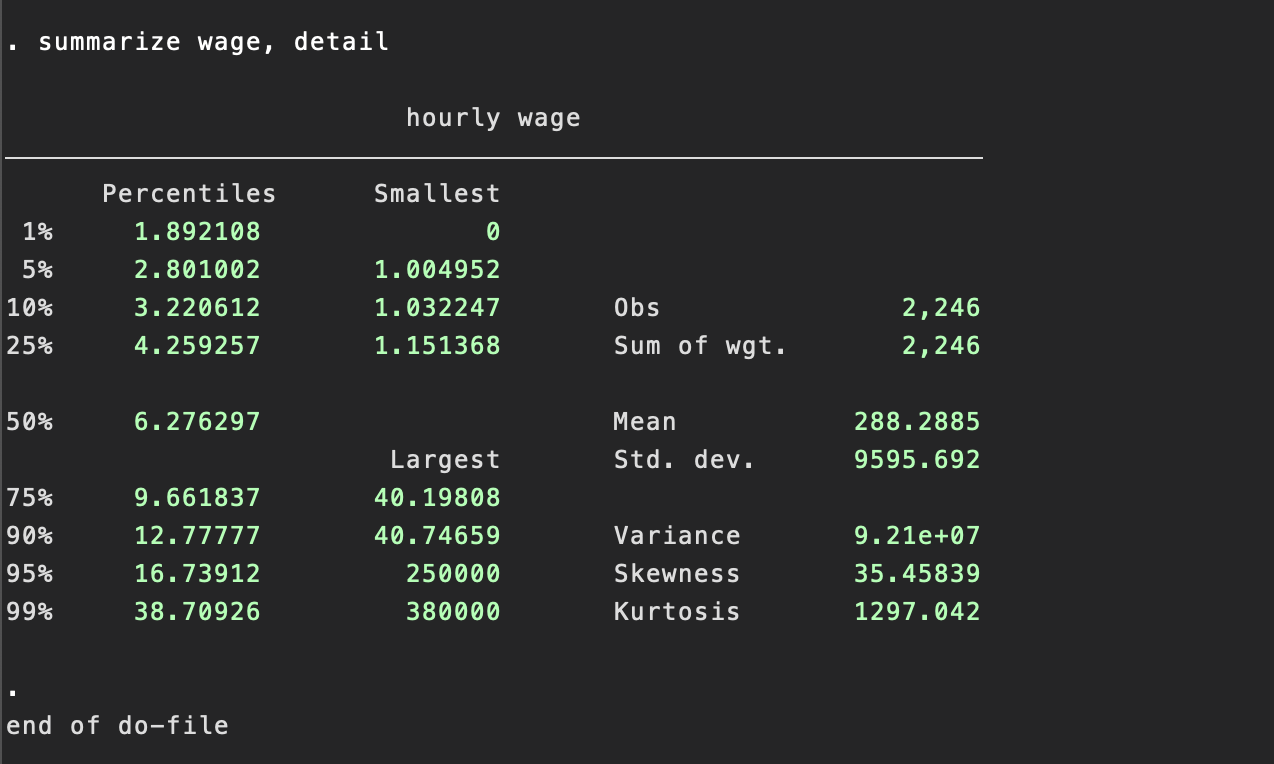 . summarize wage, detail
hourly wage
Percentiles Smallest
1% 1.892108 0
5% 2.801002 1.004952
10% 3.220612 1.032247 Obs 2,246
25% 4.259257 1.151368 Sum of wgt. 2,246
50% 6.276297 Mean 288.2885
Largest Std. dev. 9595.692
75% 9.661837 40.19808
90% 12.77777 40.74659 Variance 9.21e+07
95% 16.73912 250000 Skewness 35.45839
99% 38.70926 380000 Kurtosis 1297.042
.
end of do-file